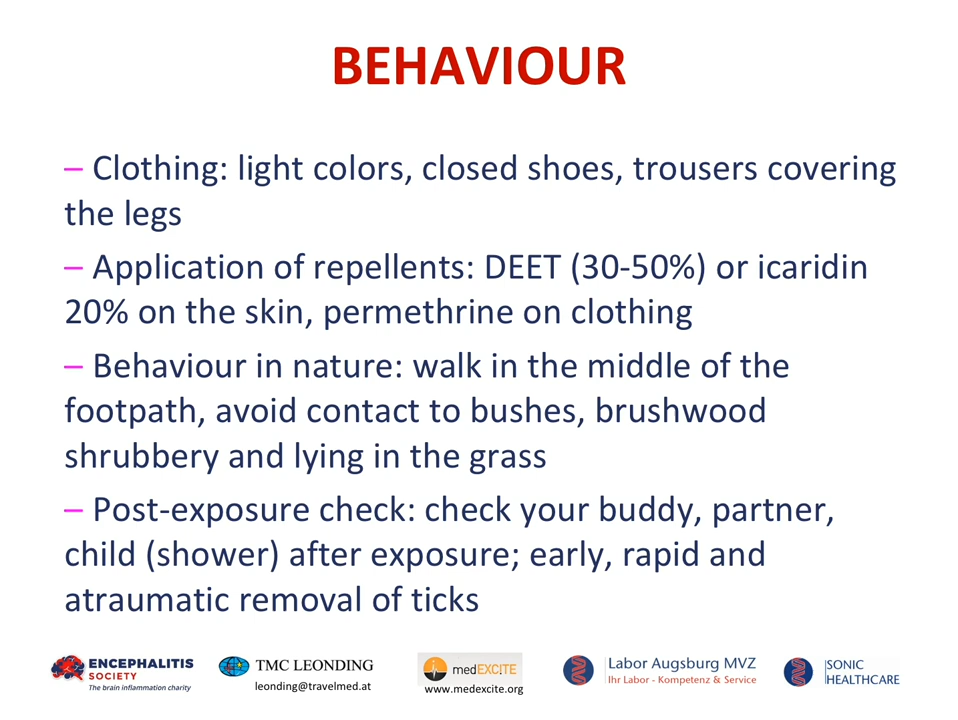 BEHAVIOUR
– Clothing: light colors, closed shoes, trousers covering
the legs
– Application of repellents: DEET (30-50%) or icaridin
20% on the skin, permethrine on clothing
– Behaviour in nature: walk in the middle of the
footpath, avoid contact to bushes, brushwood
shrubbery and lying in the grass
– Post-exposure check: check your buddy, partner,
child (shower) after exposure; early, rapid and
atraumatic removal of ticks
ENCEPHALITIS
SOCIETY
The brain inflammation charity
TMC LEONDING
leonding@travelmed.at
medEXCITE
www.medexcite.org
Labor Augsburg MVZ
Ihr Labor - Kompetenz & Service
SONIC
HEALTHCARE